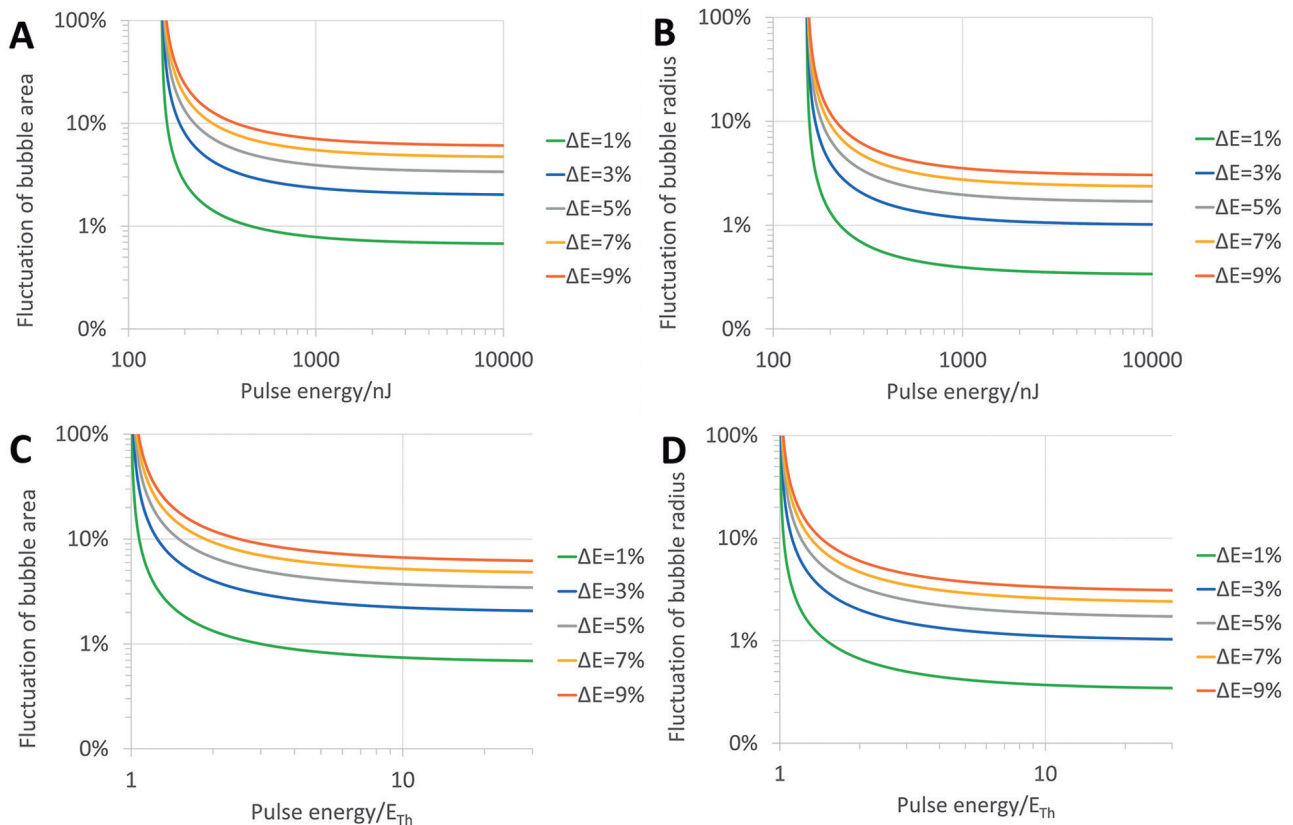 A
Fluctuation of bubble area
100%
10%
1%
0%
100
1000
10000
Pulse energy/nJ
ΔE=1%
ΔE=3%
ΔE=5%
ΔE=7%
ΔE=9%
B
Fluctuation of bubble radius
100%
10%
1%
0%
100
1000
10000
Pulse energy/nJ
ΔE=1%
ΔE=3%
ΔE=5%
ΔE=7%
ΔE=9%
C
Fluctuation of bubble area
100%
10%
1%
0%
1
10
Pulse energy/E_Th
ΔE=1%
ΔE=3%
ΔE=5%
ΔE=7%
ΔE=9%
D
Fluctuation of bubble radius
100%
10%
1%
0%
1
10
Pulse energy/E_Th
ΔE=1%
ΔE=3%
ΔE=5%
ΔE=7%
ΔE=9%